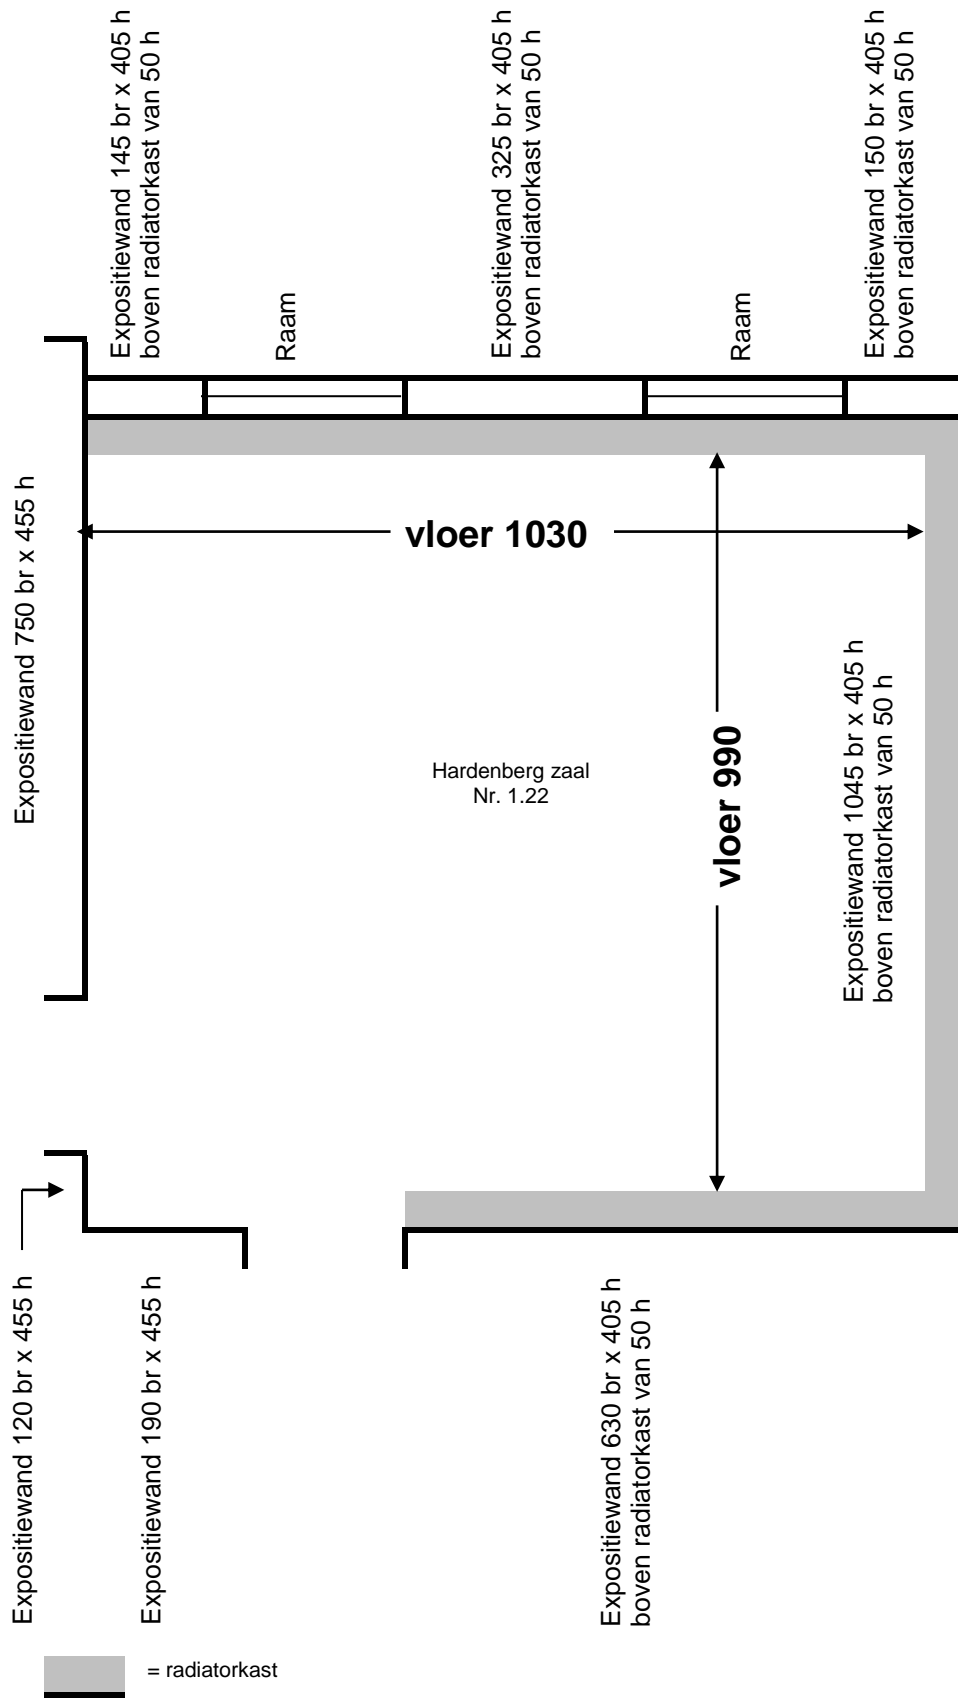 Expositiewand 145 br x 405 h
boven radiatorkast van 50 h
Raam
Expositiewand 325 br x 405 h
boven radiatorkast van 50 h
Raam
Expositiewand 150 br x 405 h
boven radiatorkast van 50 h
Expositiewand 750 br x 455 h
vloer 1030
Hardenberg zaal
Nr. 1.22
vloer 990
Expositiewand 1045 br x 405 h
boven radiatorkast van 50 h
Expositiewand 120 br x 455 h
Expositiewand 190 br x 455 h
Expositiewand 630 br x 405 h
boven radiatorkast van 50 h
= radiatorkast